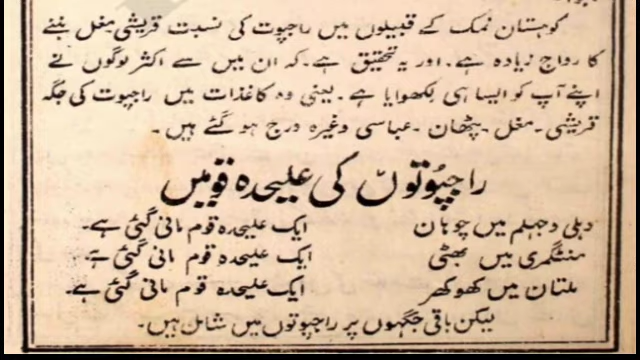 کوہستان نمک کے قبیلوں میں راجپوت کی نسبت قریشی مغل بننے
کا رواج زیادہ ہے۔ اور یہ تحقیق ہے۔ کہ ان میں سے اکثر لوگوں نے
اپنے آپ کو ایسا ہی لکھوایا ہے۔ یعنی وہ کاغذات میں راجپوت کی جگہ
قریشی۔ مغل۔ پٹھان۔ عباسی وغیرہ درج ہو گئے ہیں۔
راجپوتوں کی علیحدہ قومیں
دہلی و جہلم میں چوہان ایک علیحدہ قوم مانی گئی ہے۔
منٹگمری میں بھٹی ایک علیحدہ قوم مانی گئی ہے۔
ملتان میں کھوکھر ایک علیحدہ قوم مانی گئی ہے۔
لیکن باقی جگہوں پر راجپوتوں میں شامل ہیں۔